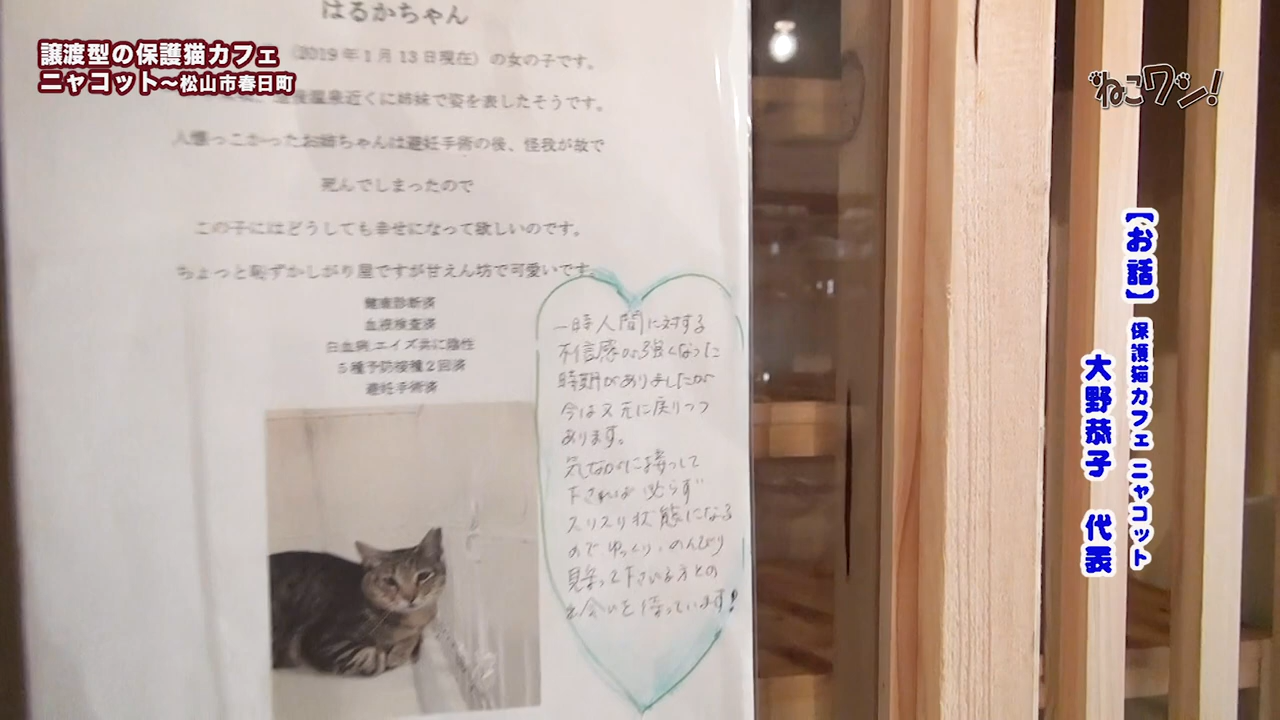 譲渡型の保護猫カフェ
ニャコット～松山市春日町
ねこワン!
【お話】保護猫カフェ ニャコット
大野恭子 代表
はるかちゃん
(2019年1月13日現在)の女の子です。
温泉近くに姉妹で姿を表したそうです。
人懐っこかったお姉ちゃんは避妊手術の後、怪我が故で
死んでしまったので
この子にはどうしても幸せになって欲しいのです。
ちょっと恥ずかしがり屋ですが甘えん坊で可愛いです。
健康診断済
血液検査済
白血病,エイズ共に陰性
5種予防接種2回済
避妊手術済
一時人間に対する
不信感が強くなった
時期がありましたが
今は又元に戻りつつ
あります。
気ながに接して
下されば必らず
スリスリ状態になる
のでゆっくり、のんびり
見守って下さる方との
出会いを待っています!